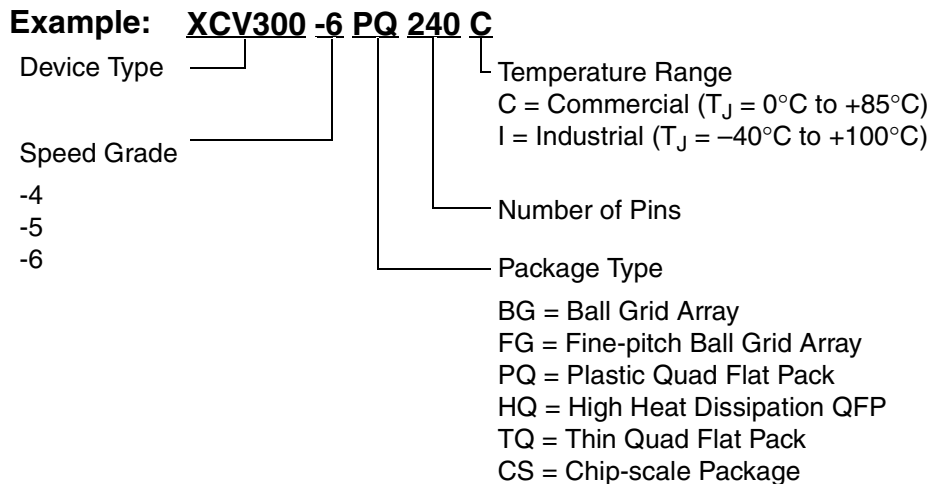 Example: XCV300 -6 PQ 240 C
Device Type
Speed Grade
-4
-5
-6
Temperature Range
C = Commercial (TJ = 0°C to +85°C)
I = Industrial (TJ = –40°C to +100°C)
Number of Pins
Package Type
BG = Ball Grid Array
FG = Fine-pitch Ball Grid Array
PQ = Plastic Quad Flat Pack
HQ = High Heat Dissipation QFP
TQ = Thin Quad Flat Pack
CS = Chip-scale Package